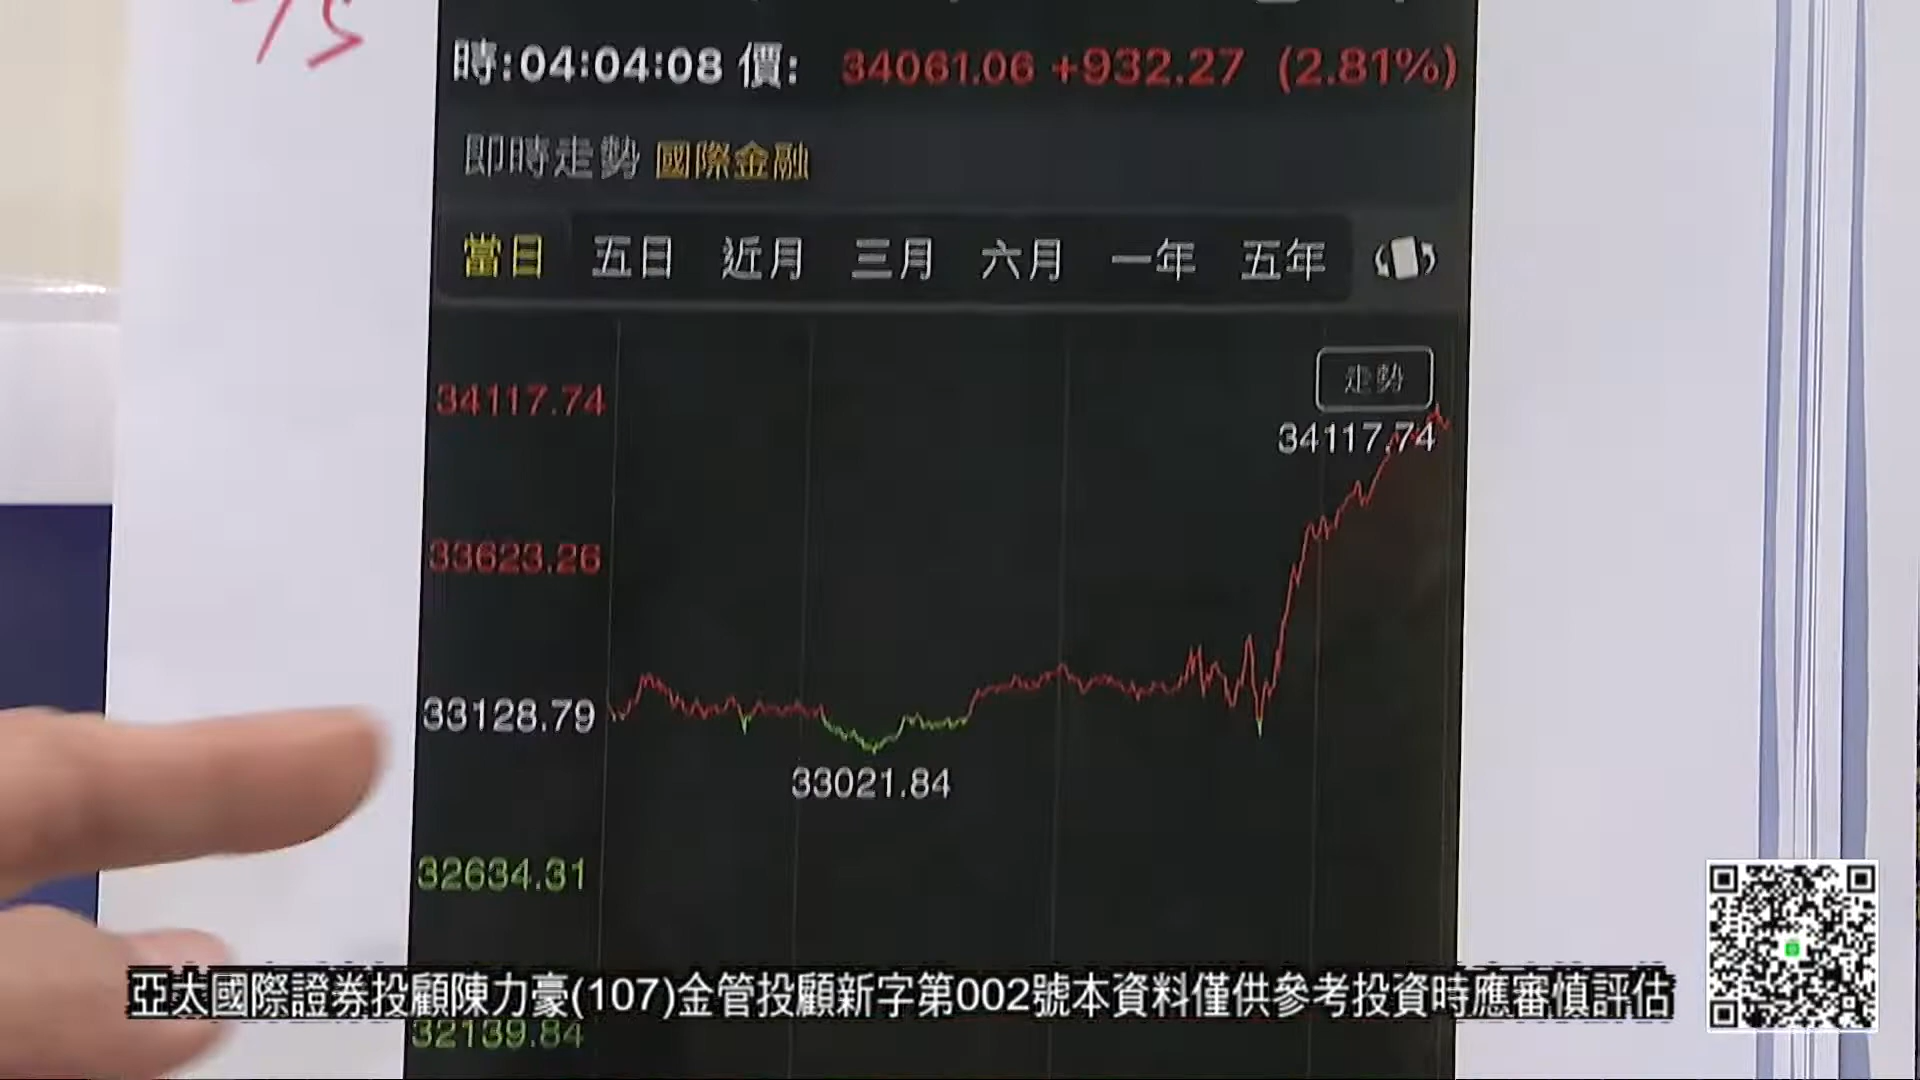 時:04:04:08 價: 34061.06 +932.27 (2.81%)
即時走勢 國際金融
當日 五日 近月 三月 六月 一年 五年
走勢
34117.74
34117.74
33623.26
33128.79
33021.84
32634.31
亞太國際證券投顧陳力豪(107)金管投顧新字第002號本資料僅供參考投資時應審慎評估
32139.84